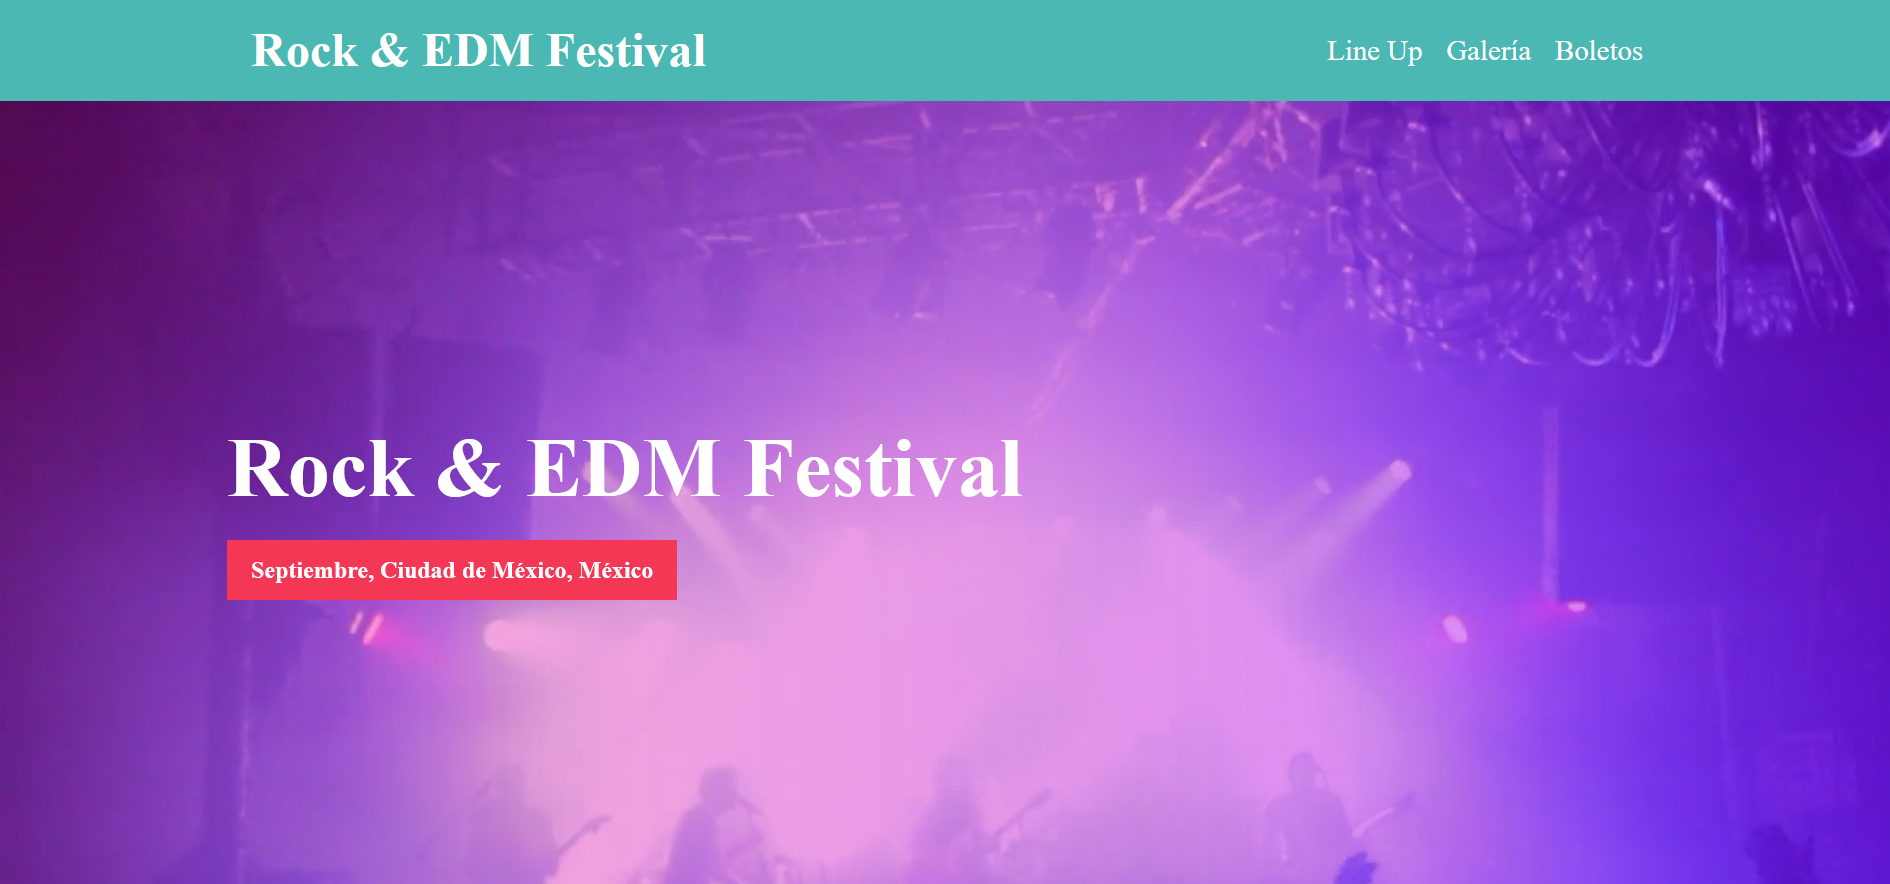 Rock & EDM Festival
Line Up Galería Boletos
Rock & EDM Festival
Septiembre, Ciudad de México, México